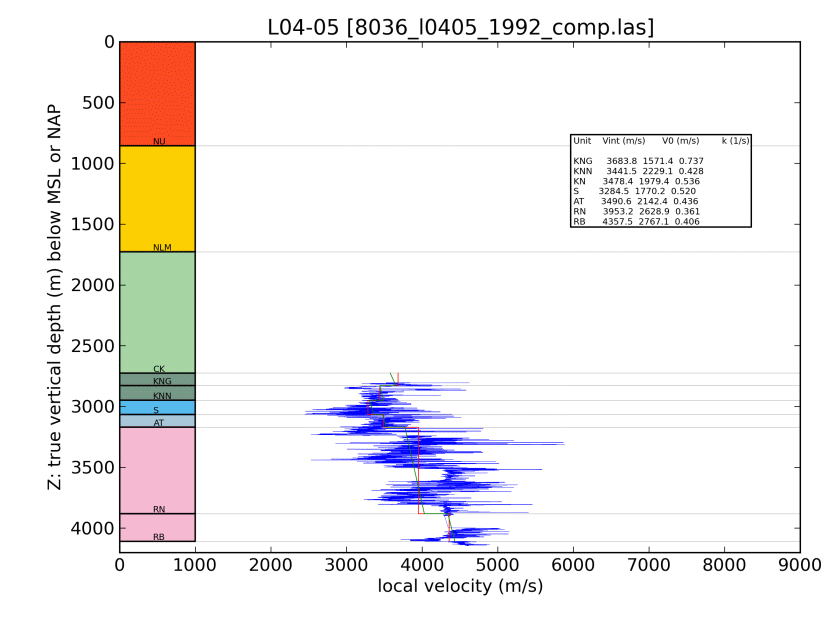 L04-05 [8036_l0405_1992_comp.las]
0
500
1000
1500
2000
2500
3000
3500
4000
Z: true vertical depth (m) below MSL or NAP
NU
NLM
CK
KNG
KNN
S
AT
RN
RB
Unit Vint (m/s) V0 (m/s) k (1/s)
KNG 3683.8 1571.4 0.737
KNN 3441.5 2229.1 0.428
KN 3478.4 1979.4 0.536
S 3284.5 1770.2 0.520
AT 3490.6 2142.4 0.436
RN 3953.2 2628.9 0.361
RB 4357.5 2767.1 0.406
0 1000 2000 3000 4000 5000 6000 7000 8000 9000
local velocity (m/s)